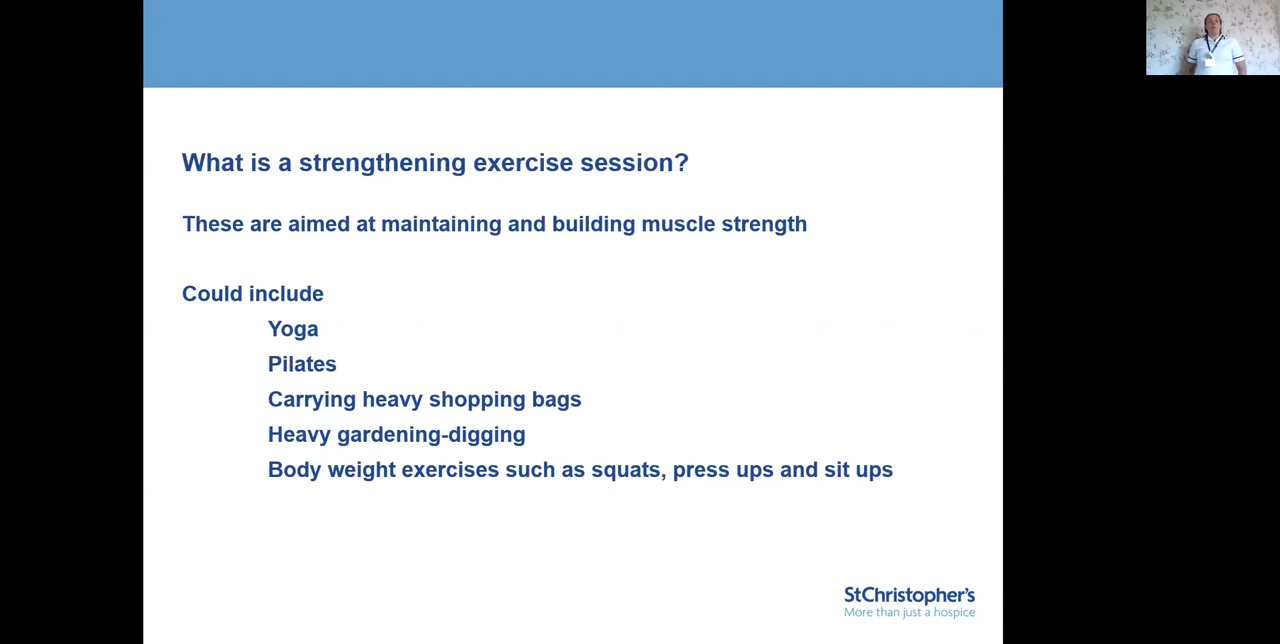 What is a strengthening exercise session?
These are aimed at maintaining and building muscle strength
Could include
Yoga
Pilates
Carrying heavy shopping bags
Heavy gardening-digging
Body weight exercises such as squats, press ups and sit ups
StChristopher's
More than just a hospice